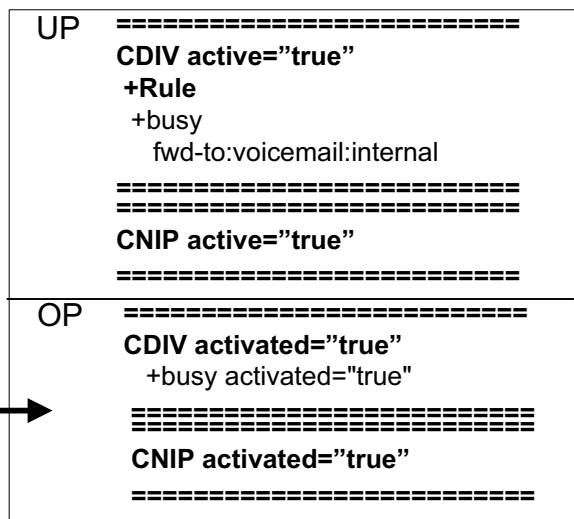 UP ==========================
CDIV active=”true”
+Rule
+busy
fwd-to:voicemail:internal
==========================
==========================
CNIP active=”true”
==========================
OP ==========================
CDIV activated=”true”
+busy activated="true"
==========================
==========================
CNIP activated=”true”
==========================